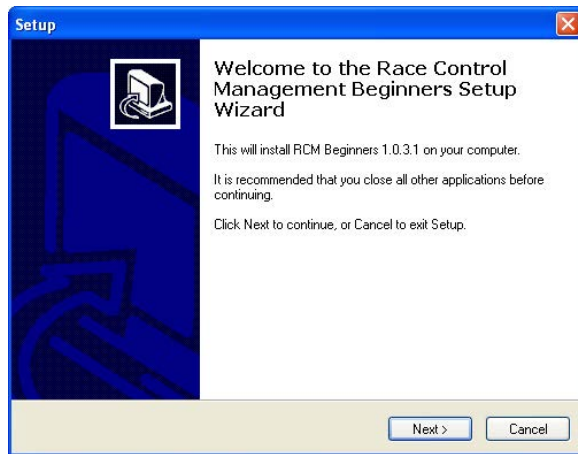 Setup
Welcome to the Race Control
Management Beginners Setup
Wizard
This will install RCM Beginners 1.0.3.1 on your computer.
It is recommended that you close all other applications before
continuing.
Click Next to continue, or Cancel to exit Setup.
Next >
Cancel